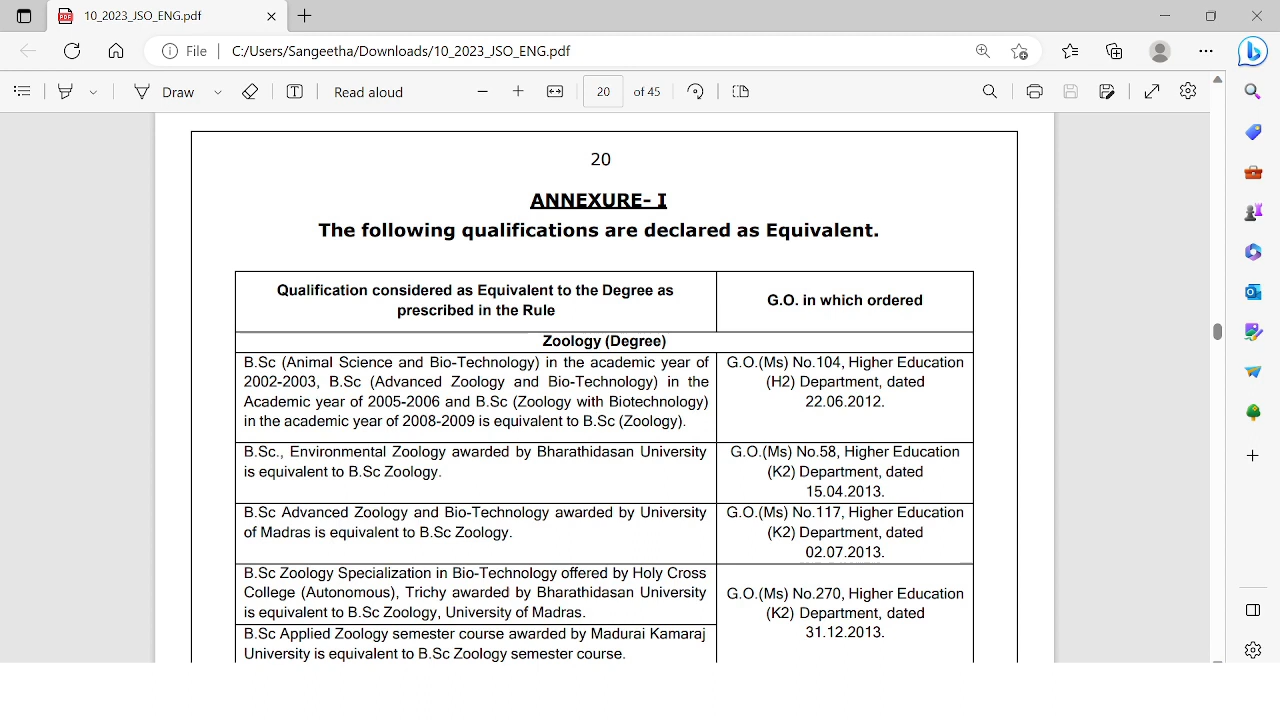 10_2023_JSO_ENG.pdf
File
C:/Users/Sangeetha/Downloads/10_2023_JSO_ENG.pdf
Draw
Read aloud
20
of 45
20
ANNEXURE- I
The following qualifications are declared as Equivalent.
Qualification considered as Equivalent to the Degree as
prescribed in the Rule
G.O. in which ordered
Zoology (Degree)
B.Sc (Animal Science and Bio-Technology) in the academic year of
2002-2003, B.Sc (Advanced Zoology and Bio-Technology) in the
Academic year of 2005-2006 and B.Sc (Zoology with Biotechnology)
in the academic year of 2008-2009 is equivalent to B.Sc (Zoology).
G.O.(Ms) No.104, Higher Education
(H2) Department, dated
22.06.2012.
B.Sc., Environmental Zoology awarded by Bharathidasan University
is equivalent to B.Sc Zoology.
G.O.(Ms) No.58, Higher Education
(K2) Department, dated
15.04.2013.
B.Sc Advanced Zoology and Bio-Technology awarded by University
of Madras is equivalent to B.Sc Zoology.
G.O.(Ms) No.117, Higher Education
(K2) Department, dated
02.07.2013.
B.Sc Zoology Specialization in Bio-Technology offered by Holy Cross
College (Autonomous), Trichy awarded by Bharathidasan University
is equivalent to B.Sc Zoology, University of Madras.
G.O.(Ms) No.270, Higher Education
(K2) Department, dated
31.12.2013.
B.Sc Applied Zoology semester course awarded by Madurai Kamaraj
University is equivalent to B.Sc Zoology semester course.